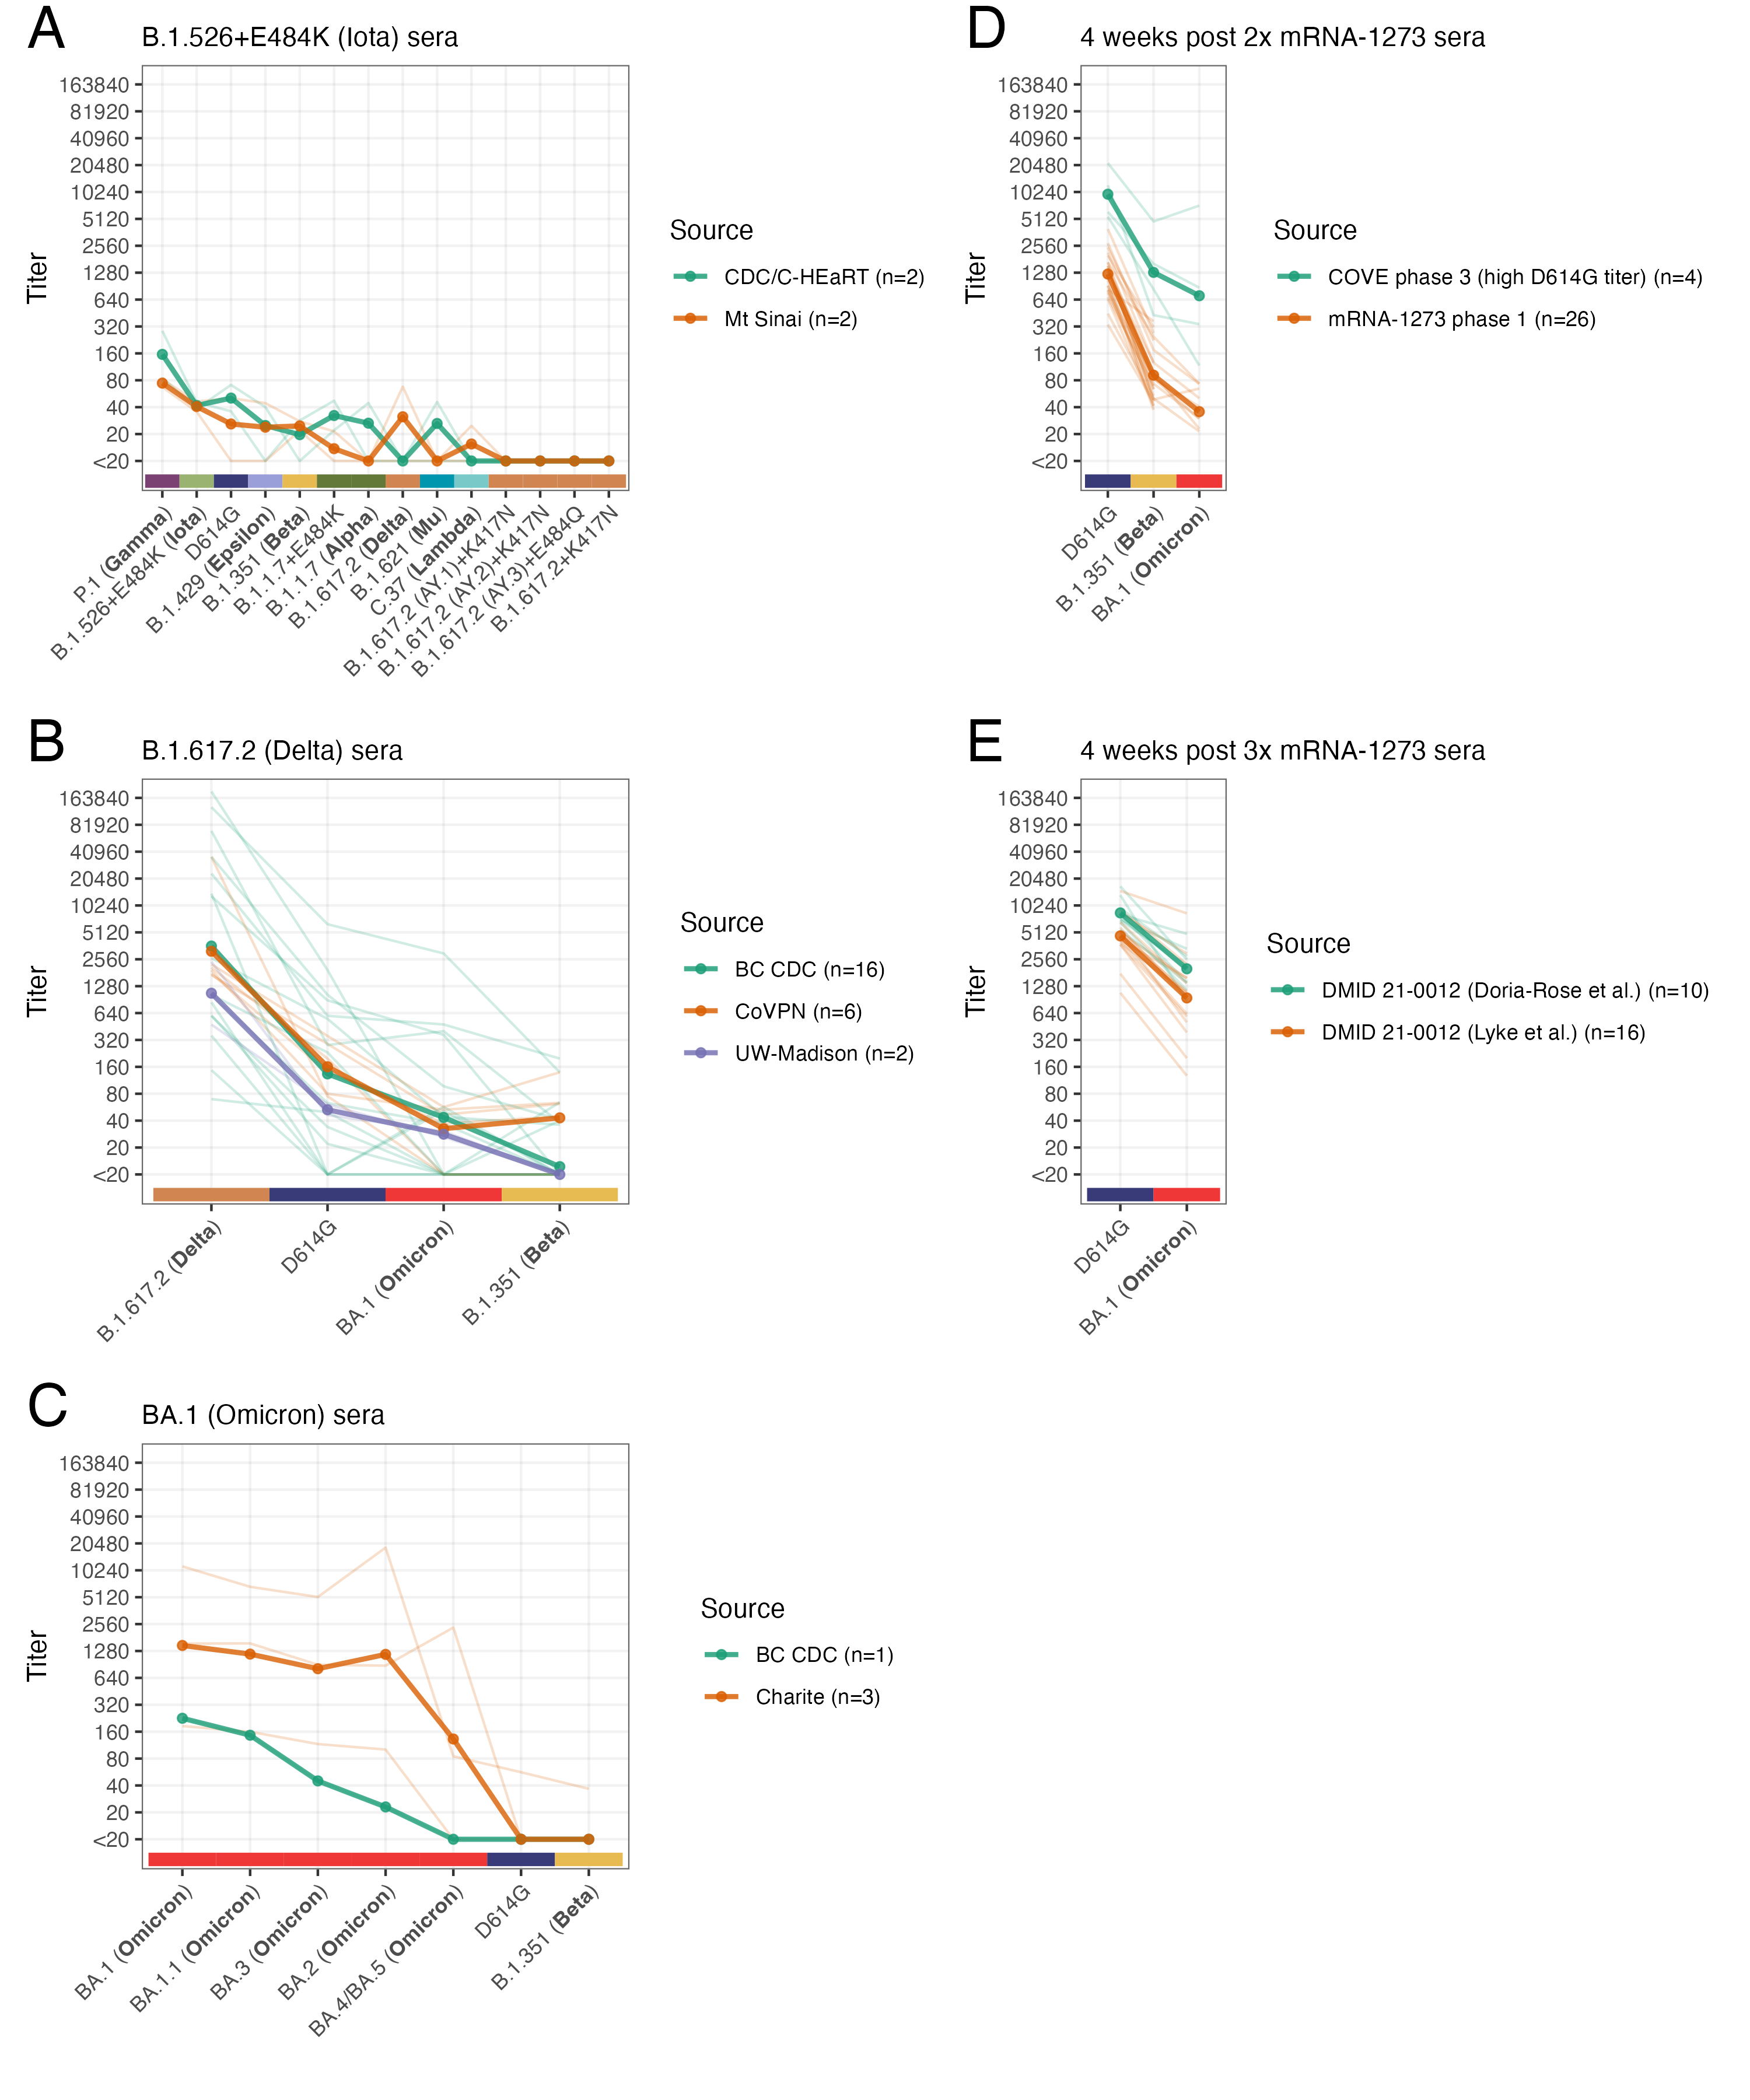 A
B.1.526+E484K (Iota) sera
Titer
163840
81920
40960
20480
10240
5120
2560
1280
640
320
160
80
40
20
<20
P.1 (Gamma)
B.1.526+E484K (Iota)
D614G
B.1.429 (Epsilon)
B.1.351 (Beta)
B.1.1.7+E484K
B.1.1.7 (Alpha)
B.1.617.2 (Delta)
B.1.621 (Mu)
C.37 (Lambda)
B.1.617.2 (AY.1)+K417N
B.1.617.2 (AY.2)+K417N
B.1.617.2 (AY.3)+E484Q
B.1.617.2+K417N
Source
CDC/C-HEaRT (n=2)
Mt Sinai (n=2)
D
4 weeks post 2x mRNA-1273 sera
Titer
163840
81920
40960
20480
10240
5120
2560
1280
640
320
160
80
40
20
<20
D614G
B.1.351 (Beta)
BA.1 (Omicron)
Source
COVE phase 3 (high D614G titer) (n=4)
mRNA-1273 phase 1 (n=26)
B
B.1.617.2 (Delta) sera
Titer
163840
81920
40960
20480
10240
5120
2560
1280
640
320
160
80
40
20
<20
B.1.617.2 (Delta)
D614G
BA.1 (Omicron)
B.1.351 (Beta)
Source
BC CDC (n=16)
CoVPN (n=6)
UW-Madison (n=2)
E
4 weeks post 3x mRNA-1273 sera
Titer
163840
81920
40960
20480
10240
5120
2560
1280
640
320
160
80
40
20
<20
D614G
BA.1 (Omicron)
Source
DMID 21-0012 (Doria-Rose et al.) (n=10)
DMID 21-0012 (Lyke et al.) (n=16)
C
BA.1 (Omicron) sera
Titer
163840
81920
40960
20480
10240
5120
2560
1280
640
320
160
80
40
20
<20
BA.1 (Omicron)
BA.1.1 (Omicron)
BA.3 (Omicron)
BA.2 (Omicron)
BA.4/BA.5 (Omicron)
D614G
B.1.351 (Beta)
Source
BC CDC (n=1)
Charite (n=3)